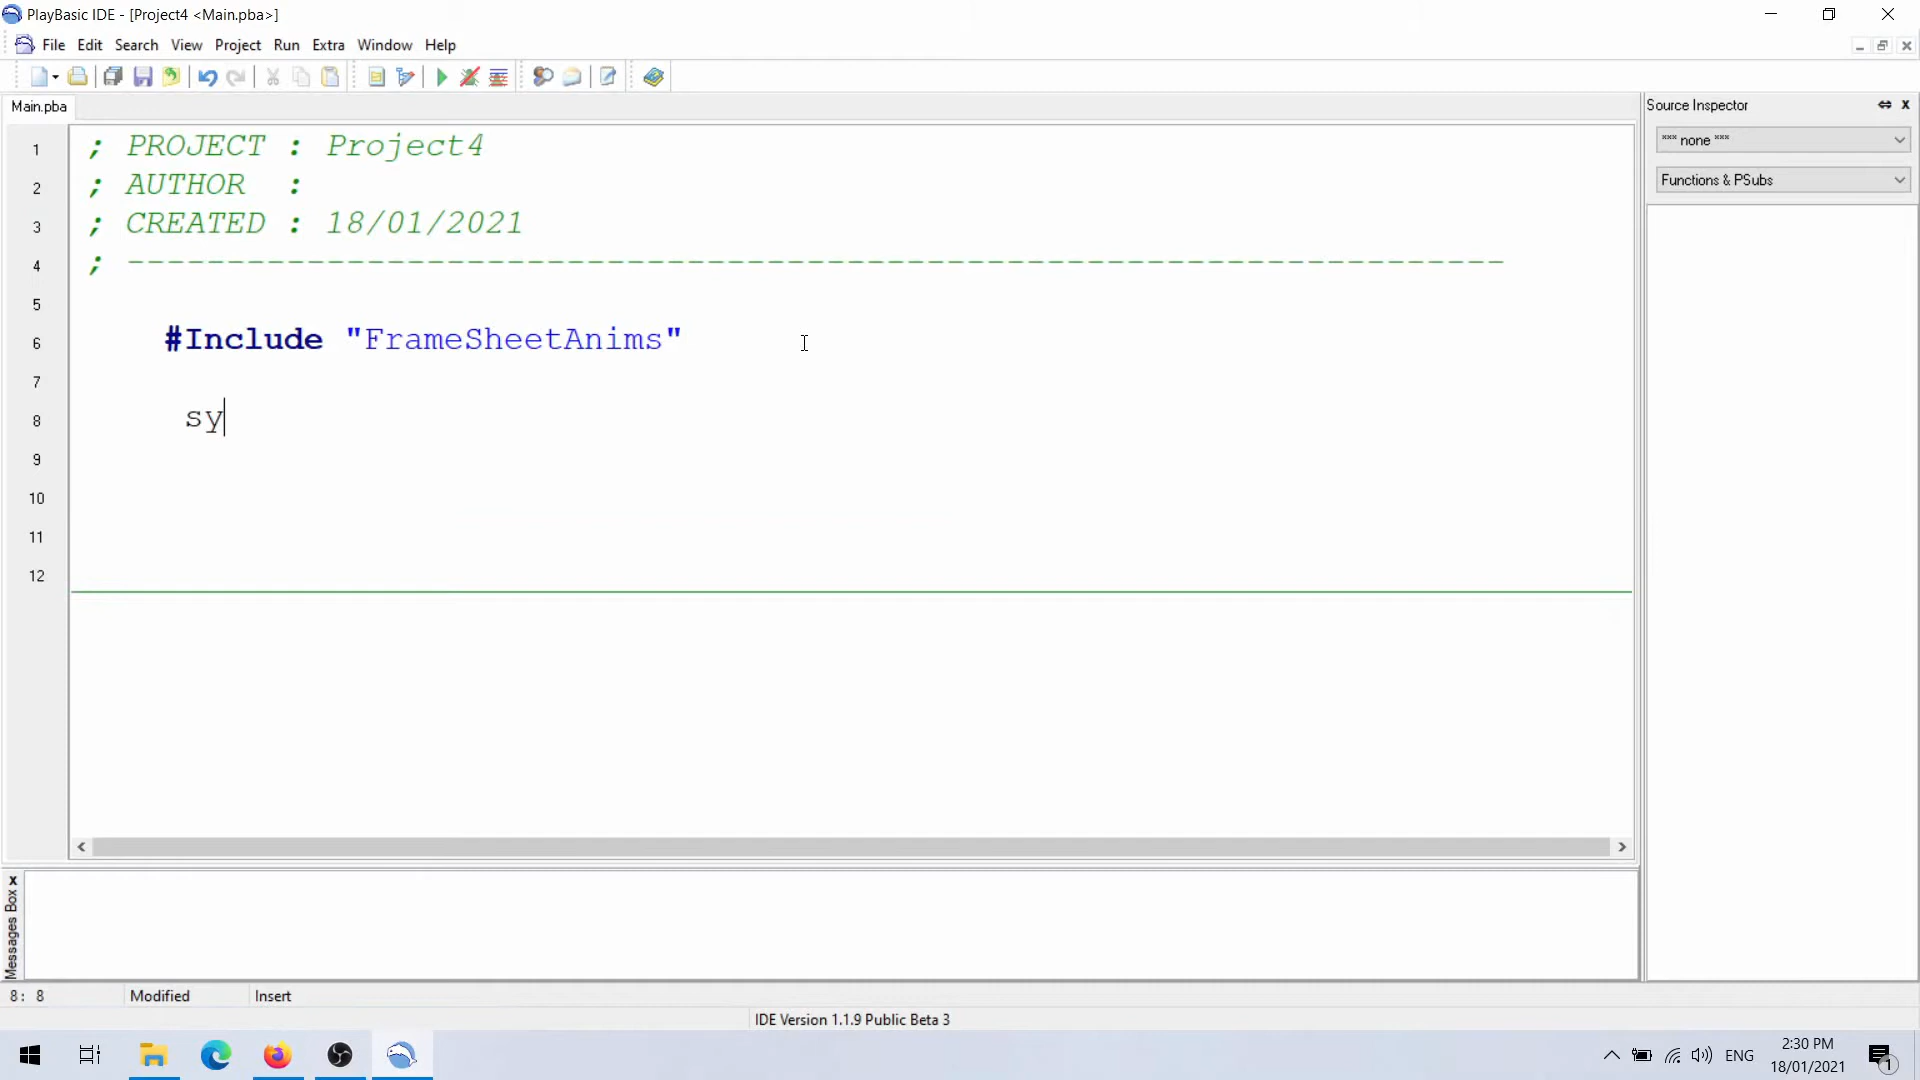 PlayBasic IDE - [Project4 <Main.pba>]
File Edit Search View Project Run Extra Window Help
Main.pba
Source Inspector
*** none ***
Functions & PSubs
1 ; PROJECT : Project4
2 ; AUTHOR :
3 ; CREATED : 18/01/2021
4 ; ----------------------------------------------------------------------
5
6 #Include "FrameSheetAnims"
7
8 sy
9
10
11
12
Messages Box
8: 8 Modified Insert
IDE Version 1.1.9 Public Beta 3
ENG
2:30 PM
18/01/2021
1